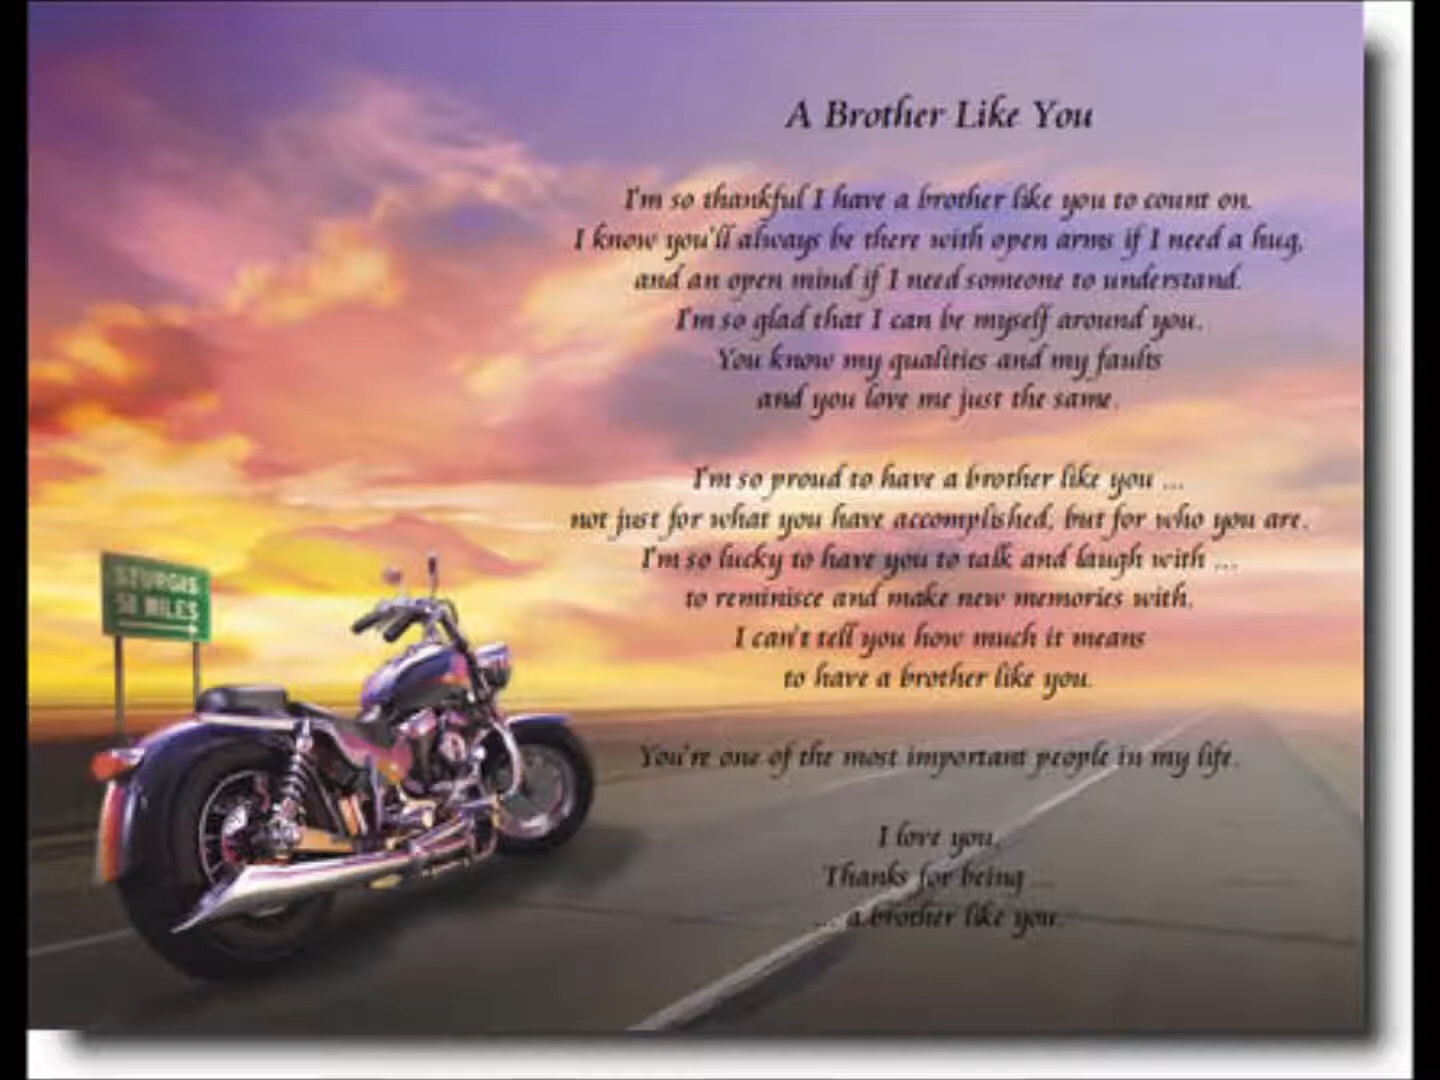 A Brother Like You
I'm so thankful I have a brother like you to count on.
I know you'll always be there with open arms if I need a hug,
and an open mind if I need someone to understand.
I'm so glad that I can be myself around you.
You know my qualities and my faults
and you love me just the same.
I'm so proud to have a brother like you ...
not just for what you have accomplished, but for who you are.
I'm so lucky to have you to talk and laugh with ...
to reminisce and make new memories with.
I can't tell you how much it means
to have a brother like you.
You're one of the most important people in my life.
I love you.
Thanks for being ...
... a brother like you.
STURGIS
50 MILES